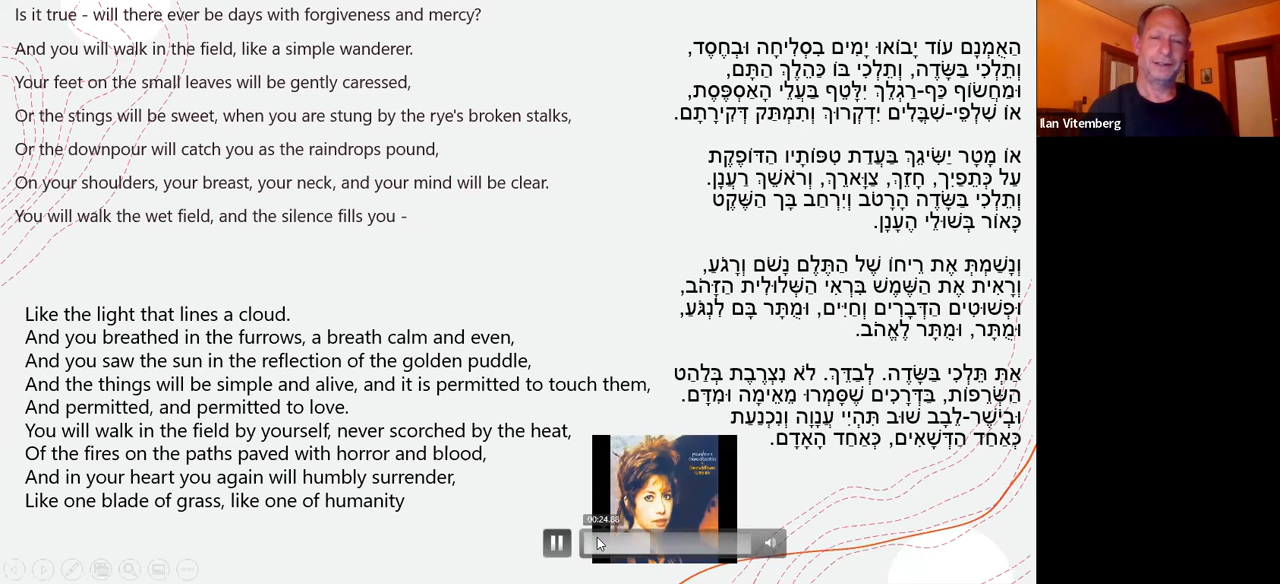 Is it true - will there ever be days with forgiveness and mercy?
And you will walk in the field, like a simple wanderer.
Your feet on the small leaves will be gently caressed,
Or the stings will be sweet, when you are stung by the rye's broken stalks,
Or the downpour will catch you as the raindrops pound,
On your shoulders, your breast, your neck, and your mind will be clear.
You will walk the wet field, and the silence fills you -
Like the light that lines a cloud.
And you breathed in the furrows, a breath calm and even,
And you saw the sun in the reflection of the golden puddle,
And the things will be simple and alive, and it is permitted to touch them,
And permitted, and permitted to love.
You will walk in the field by yourself, never scorched by the heat,
Of the fires on the paths paved with horror and blood,
And in your heart you again will humbly surrender,
Like one blade of grass, like one of humanity
הַאֻמְנָם עוֹד יָבוֹאוּ יָמִים בִּסְלִיחָה וּבְחֶסֶד,
וְתֵלְכִי בַּשָּׂדֶה, וְתֵלְכִי בּוֹ כַּהֵלֶךְ הַתָּם,
וּמַחֲשׂוֹף כַּף-רַגְלֵךְ יִלָּטֵף בַּעֲלֵי הָאַסְפֶּסֶת,
אוֹ שִׁלְפֵי-שִׁבֳּלִים יִדְקְרוּךְ וְתִמְתַּק דְּקִירָתָם.
אוֹ מָטָר יַשִּׂיגֵךְ בַּעֲדַת טִפּוֹתָיו הַדּוֹפֶקֶת
עַל כְּתֵפַיִךְ, חָזֵךְ, צַוָּארֵךְ, וְרֹאשֵׁךְ רַעֲנָן.
וְתֵלְכִי בַּשָּׂדֶה הָרָטֹב וְיִרְחַב בָּךְ הַשֶּׁקֶט
כָּאוֹר בְּשׁוּלֵי הֶעָנָן.
וְנָשַׁמְתְּ אֶת רֵיחוֹ שֶׁל הַתֶּלֶם נָשֹׁם וְרָגֹעַ,
וְרָאִית אֶת הַשֶּׁמֶשׁ בִּרְאִי הַשְּׁלוּלִית הַזָּהֹב,
וּפְשׁוּטִים הַדְּבָרִים וְחַיִּים, וּמֻתָּר בָּם לִנְגֹּעַ,
וּמֻתָּר, וּמֻתָּר לֶאֱהֹב.
אַתְּ תֵּלְכִי בַּשָּׂדֶה. לְבַדֵּךְ. לֹא נִצְרֶבֶת בְּלַהַט
הַשְּׂרֵפוֹת, בַּדְּרָכִים שֶׁסָּמְרוּ מֵאֵימָה וּמִדָּם.
וּבְיֹשֶׁר-לֵבָב שׁוּב תִּהְיִי עֲנָוָה וְנִכְנַעַת
כְּאַחַד הַדְּשָׁאִים, כְּאַחַד הָאָדָם.
00:24.88
Ilan Vitemberg